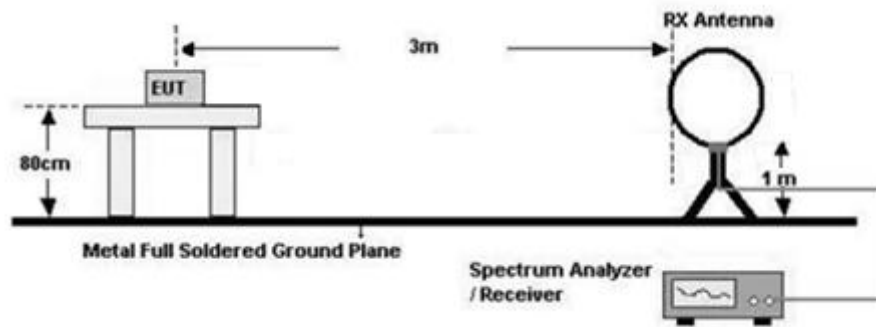 RX Antenna
3m
EUT
80cm
1 m
Metal Full Soldered Ground Plane
Spectrum Analyzer
/ Receiver